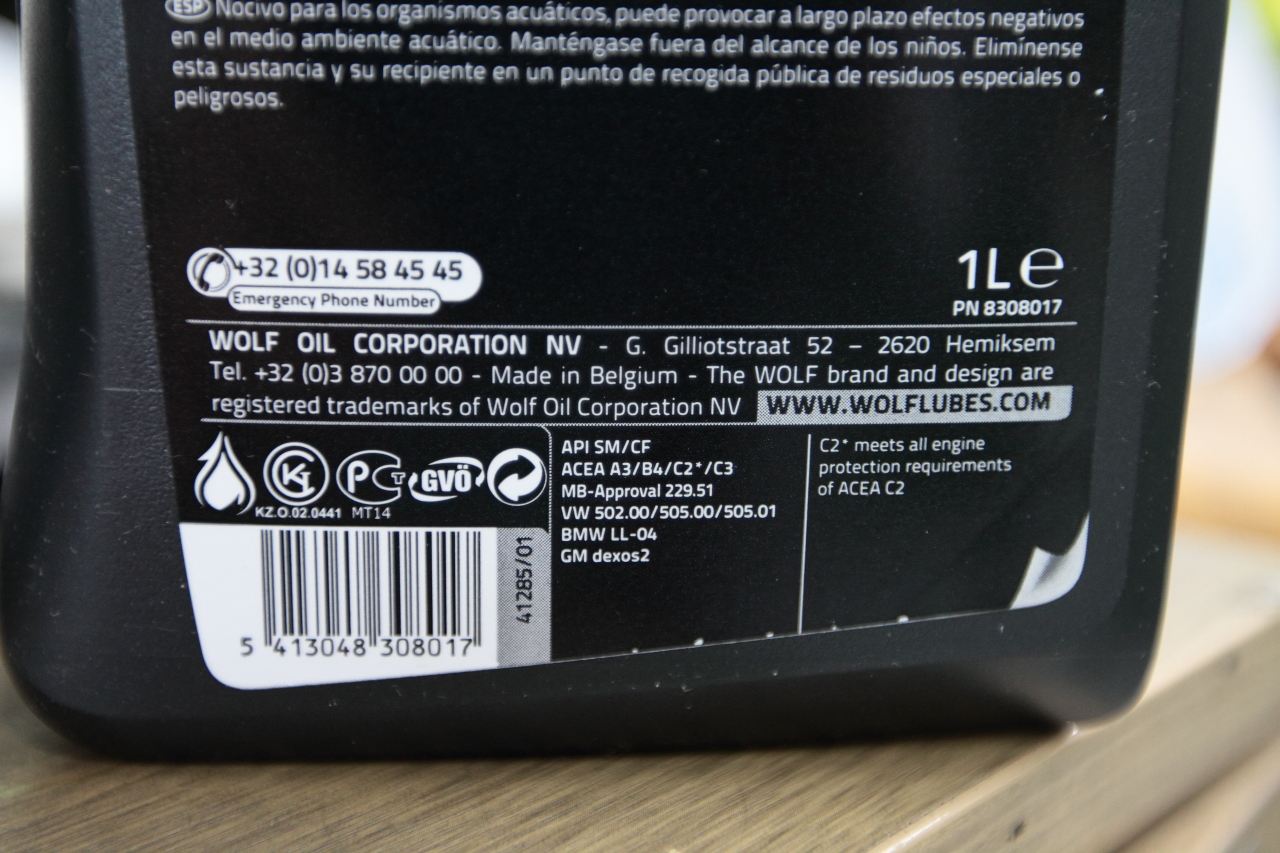 ESP Nocivo para los organismos acuáticos, puede provocar a largo plazo efectos negativos
en el medio ambiente acuático. Manténgase fuera del alcance de los niños. Elimínense
esta sustancia y su recipiente en un punto de recogida pública de residuos especiales o
peligrosos.
+32 (0)14 58 45 45
Emergency Phone Number
1L e
PN 8308017
WOLF OIL CORPORATION NV - G. Gilliotstraat 52 – 2620 Hemiksem
Tel. +32 (0)3 870 00 00 - Made in Belgium - The WOLF brand and design are
registered trademarks of Wolf Oil Corporation NV WWW.WOLFLUBES.COM
GVÖ
KZ.O.02.0441 MT14
API SM/CF
ACEA A3/B4/C2*/C3
MB-Approval 229.51
VW 502.00/505.00/505.01
BMW LL-04
GM dexos2
C2* meets all engine
protection requirements
of ACEA C2
41285/01
5 413048 308017